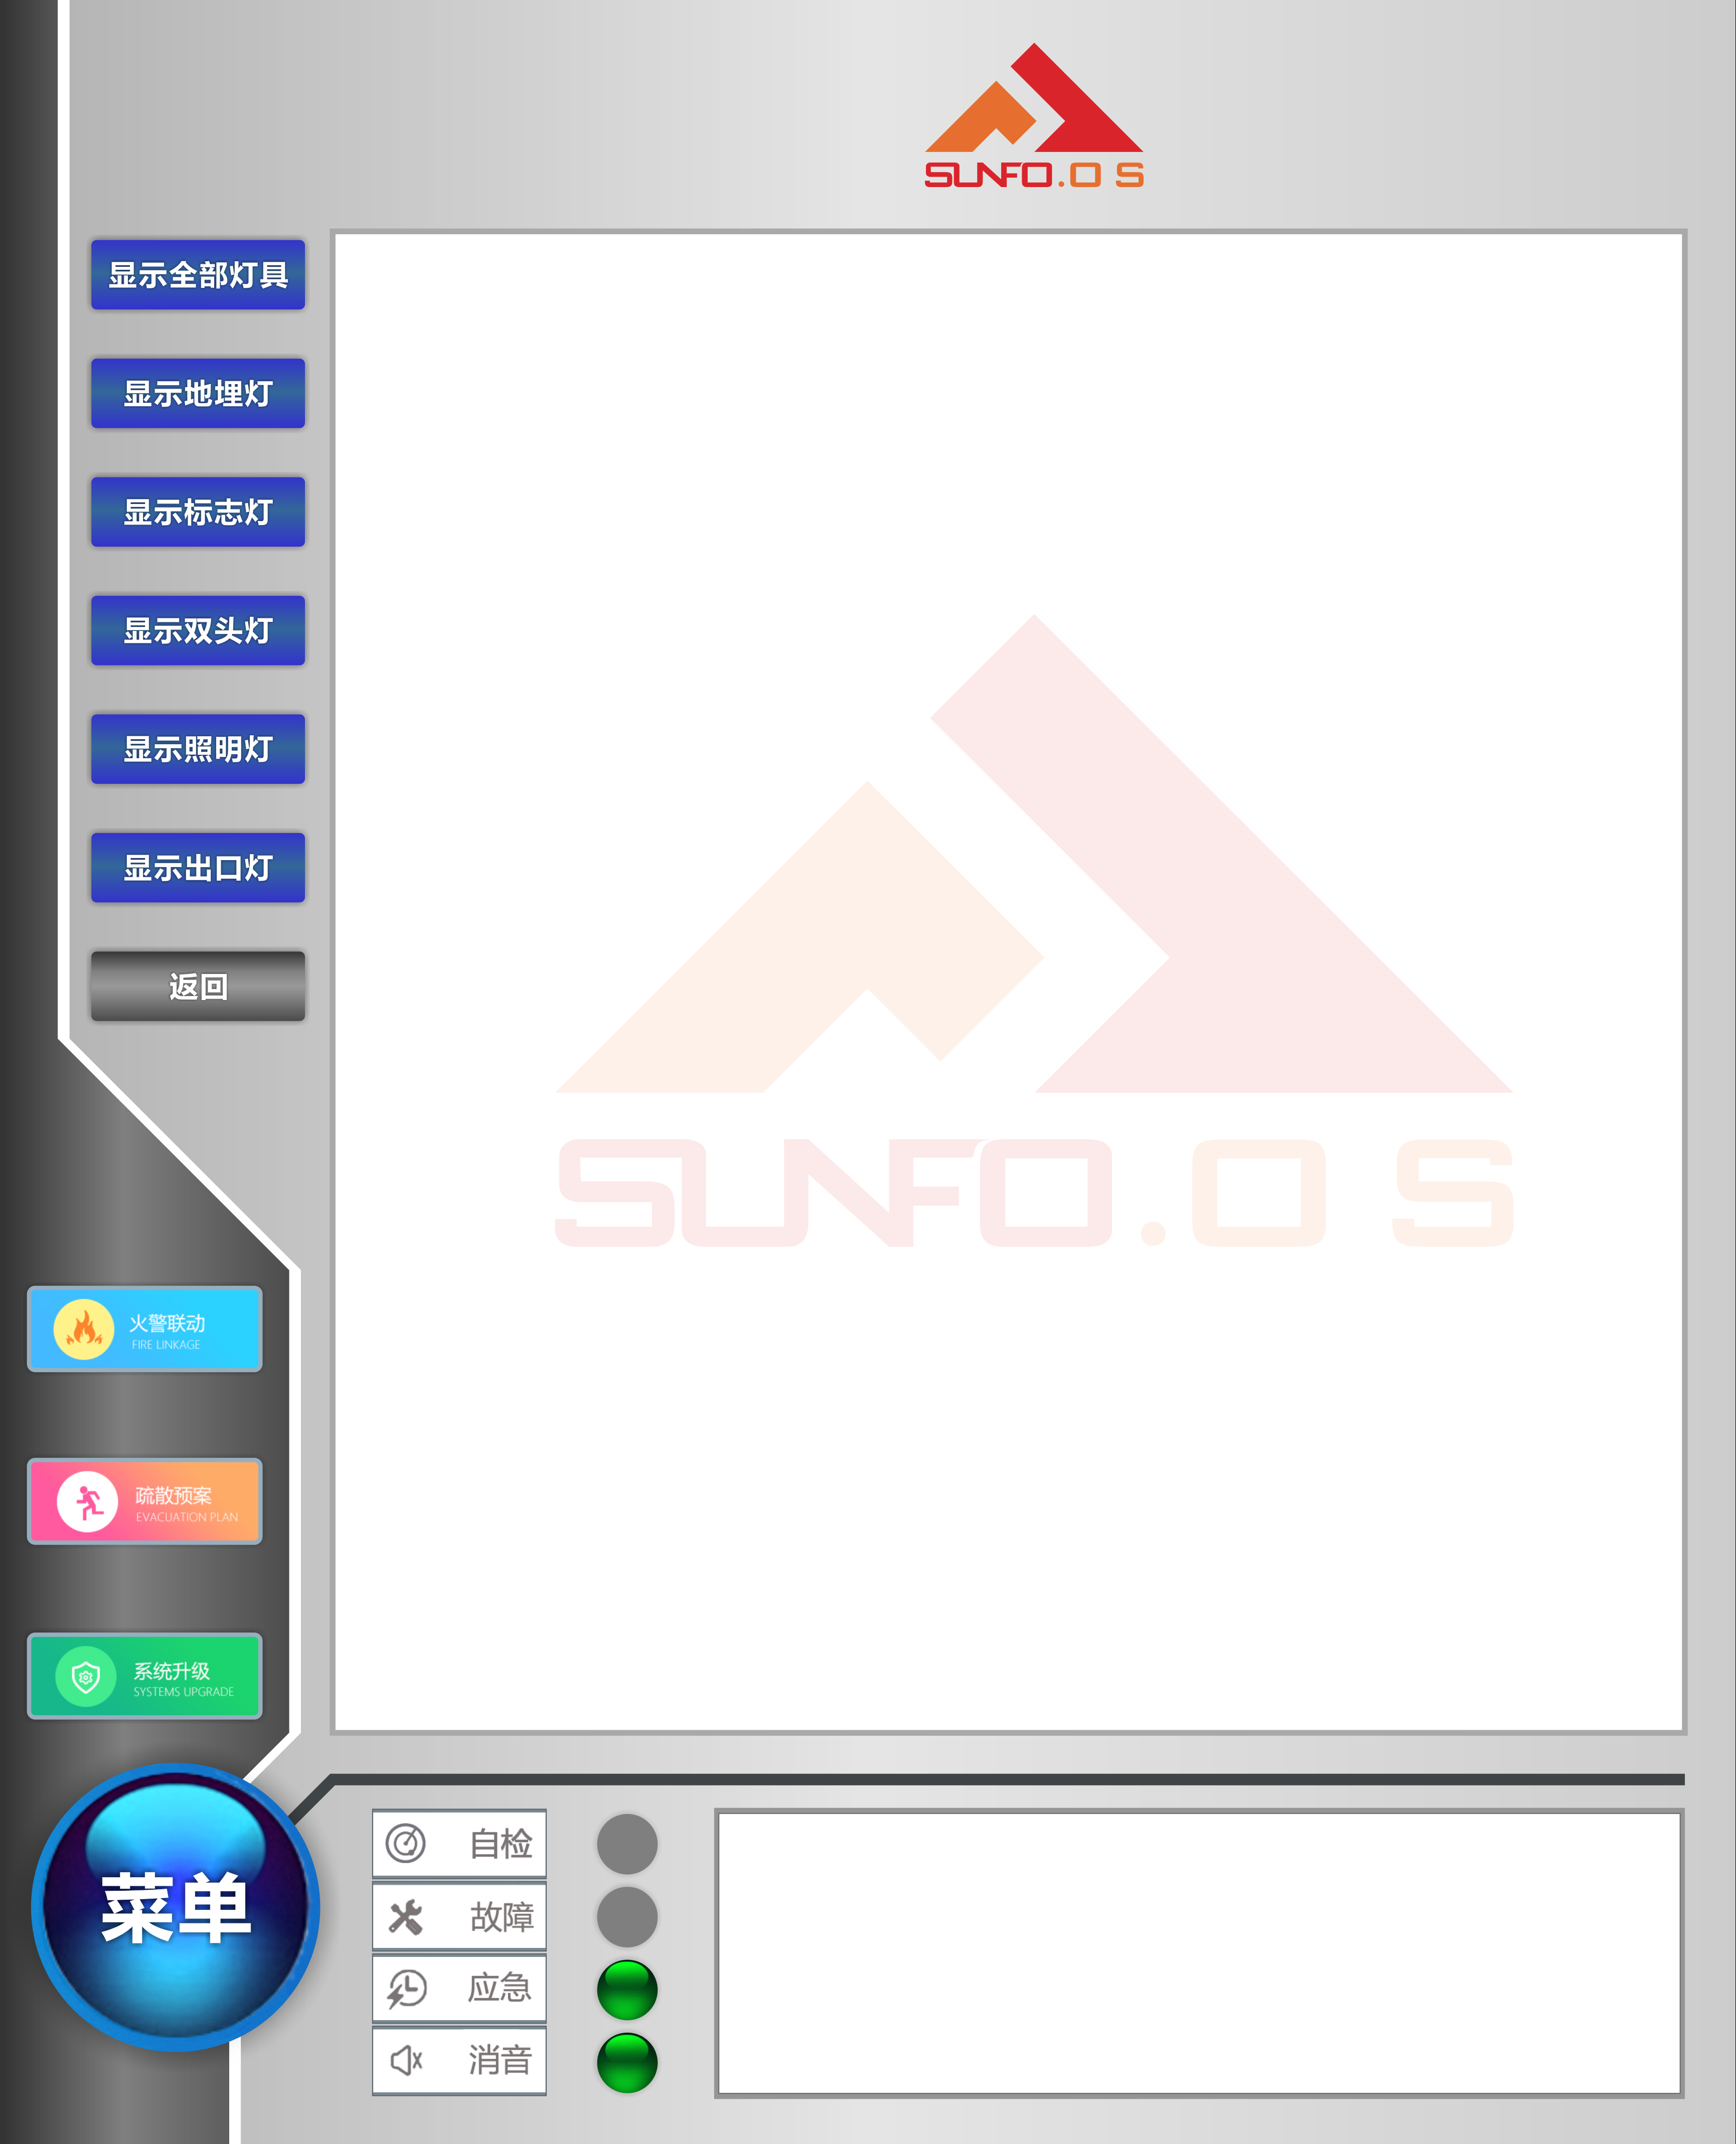 SUNFO.OS
显示全部灯具
显示地埋灯
显示标志灯
显示双头灯
显示照明灯
显示出口灯
返回
SUNFO.OS
火警联动
FIRE LINKAGE
疏散预案
EVACUATION PLAN
系统升级
SYSTEMS UPGRADE
菜单
自检
故障
应急
消音